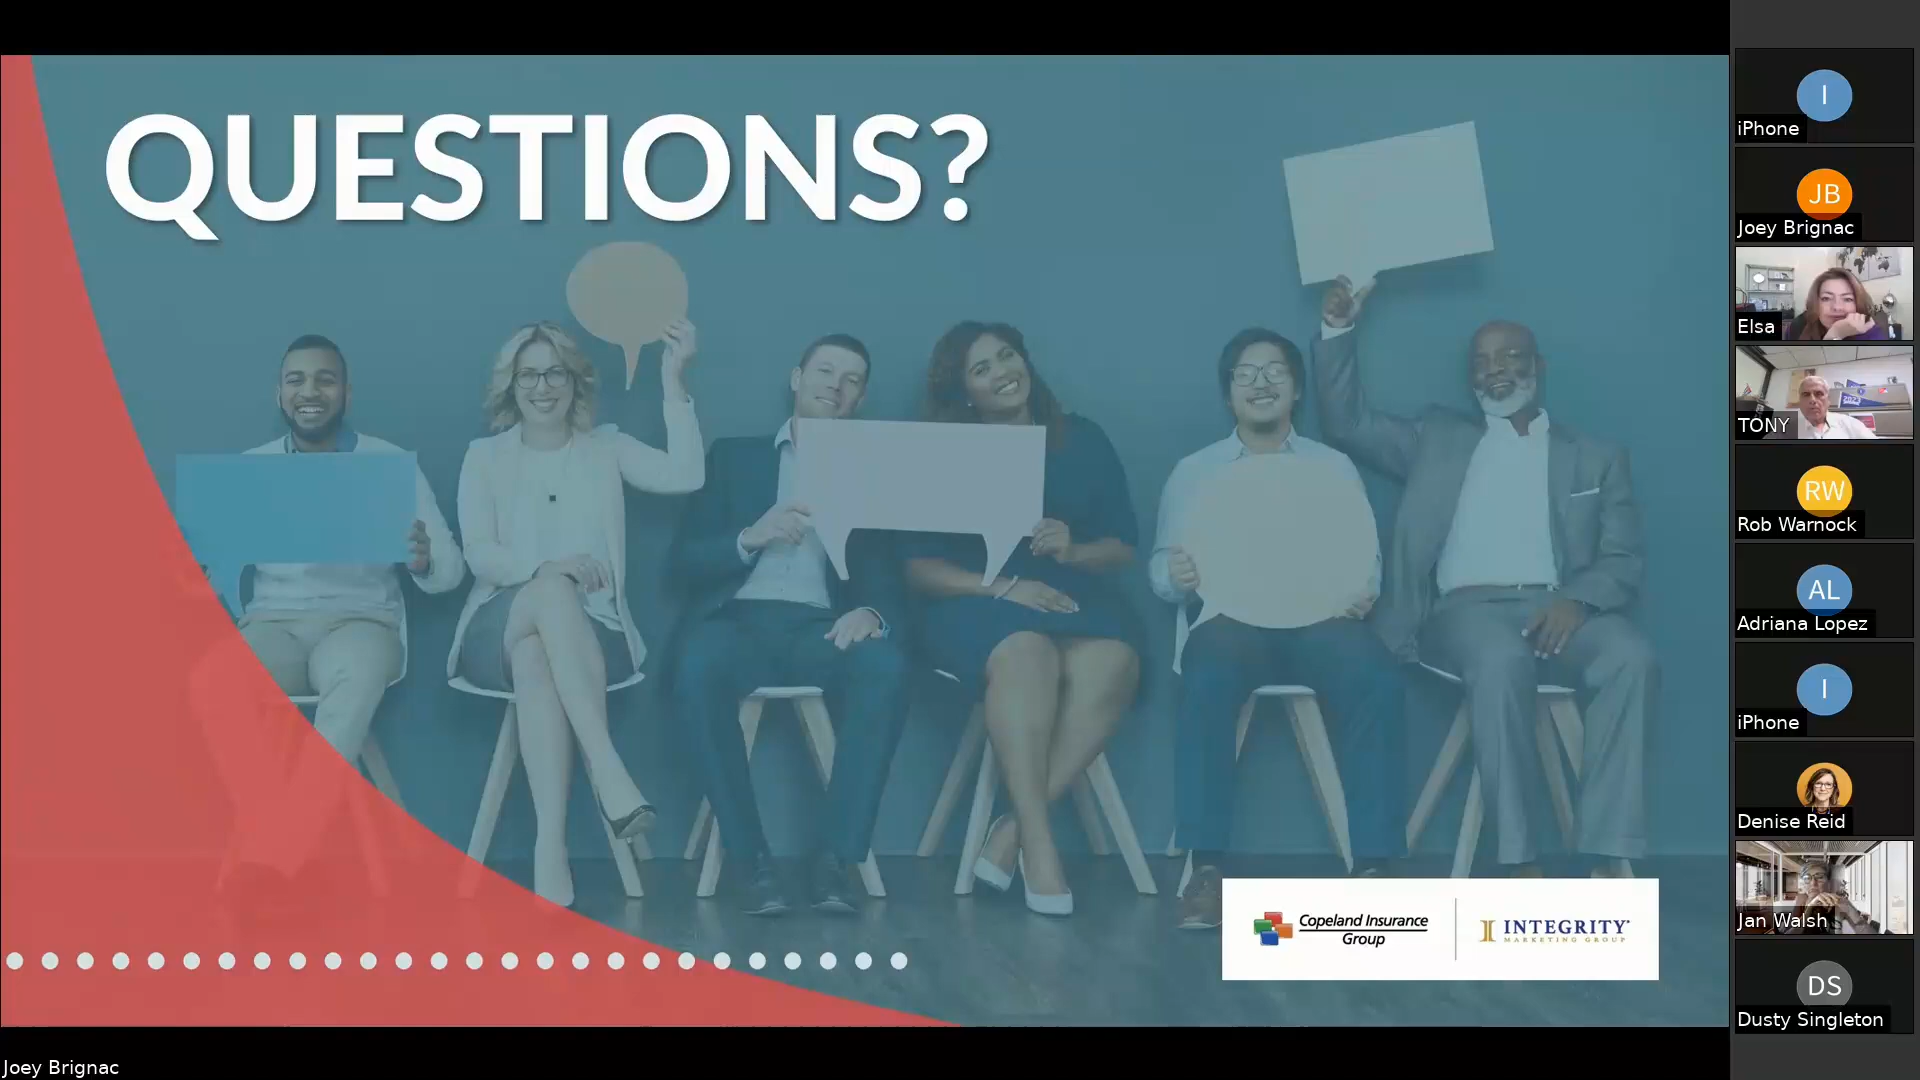 QUESTIONS?
Copeland Insurance
Group
INTEGRITY
MARKETING GROUP
Joey Brignac
I
iPhone
JB
Joey Brignac
Elsa
TONY
RW
Rob Warnock
AL
Adriana Lopez
I
iPhone
Denise Reid
Jan Walsh
DS
Dusty Singleton